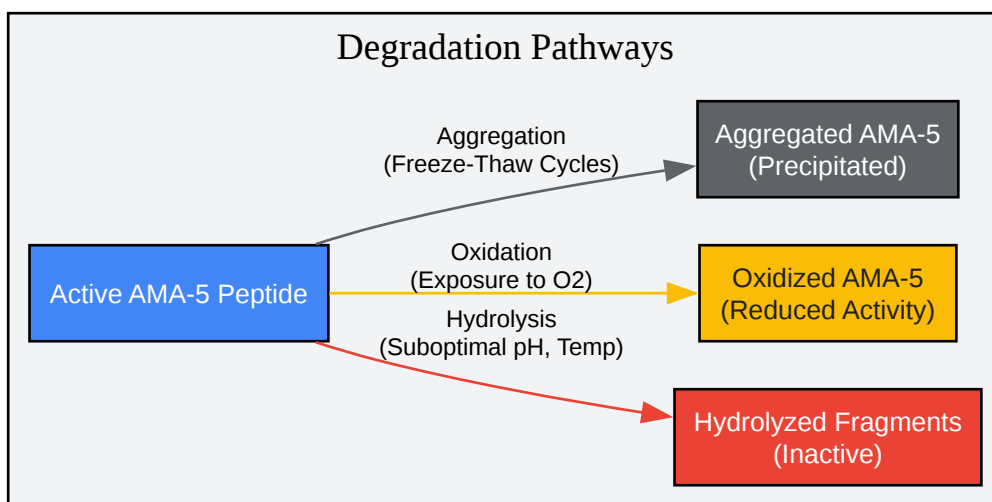 Degradation Pathways
Aggregation
(Freeze-Thaw Cycles)
Aggregated AMA-5
(Precipitated)
Active AMA-5 Peptide
Oxidation
(Exposure to O2)
Oxidized AMA-5
(Reduced Activity)
Hydrolysis
(Suboptimal pH, Temp)
Hydrolyzed Fragments
(Inactive)